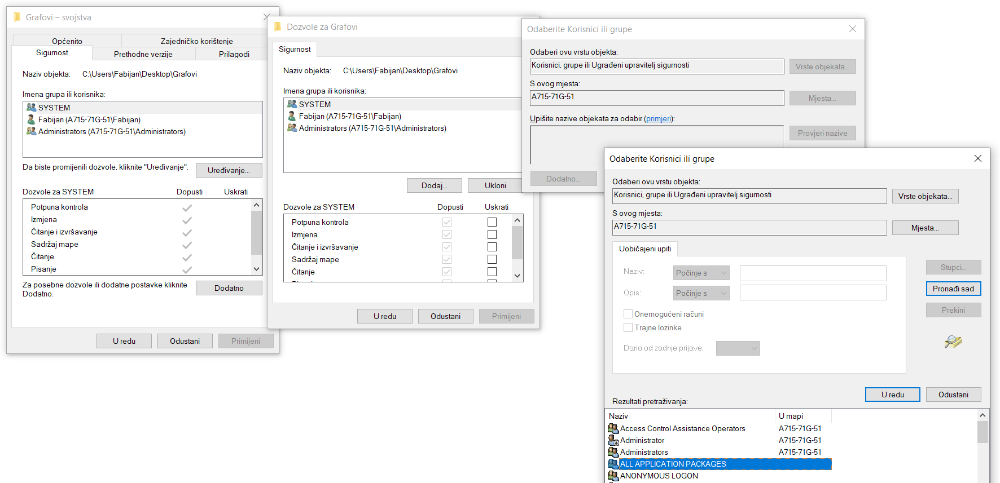 Grafovi – svojstva
Općenito
Zajedničko korištenje
Sigurnost
Prethodne verzije
Prilagodi
Naziv objekta: C:\Users\Fabijan\Desktop\Grafovi
Imena grupa ili korisnika:
SYSTEM
Fabijan (A715-71G-51\Fabijan)
Administrators (A715-71G-51\Administrators)
Da biste promijenili dozvole, kliknite "Uređivanje".
Uređivanje...
Dozvole za SYSTEM Dopusti Uskrati
Potpuna kontrola
Izmjena
Čitanje i izvršavanje
Sadržaj mape
Čitanje
Pisanje
Za posebne dozvole ili dodatne postavke kliknite
Dodatno.
Dodatno
U redu
Odustani
Primijeni
Dozvole za Grafovi
Sigurnost
Naziv objekta: C:\Users\Fabijan\Desktop\Grafovi
Imena grupa ili korisnika:
SYSTEM
Fabijan (A715-71G-51\Fabijan)
Administrators (A715-71G-51\Administrators)
Dodaj...
Ukloni
Dozvole za SYSTEM Dopusti Uskrati
Potpuna kontrola
Izmjena
Čitanje i izvršavanje
Sadržaj mape
Čitanje
U redu
Odustani
Primijeni
Odaberite Korisnici ili grupe
Odaberi ovu vrstu objekta:
Korisnici, grupe ili Ugrađeni upravitelj sigurnosti
Vrste objekata...
S ovog mjesta:
A715-71G-51
Mjesta...
Upišite nazive objekata za odabir (primjeri):
Provjeri nazive
Dodatno...
Odaberite Korisnici ili grupe
Odaberi ovu vrstu objekta:
Korisnici, grupe ili Ugrađeni upravitelj sigurnosti
Vrste objekata...
S ovog mjesta:
A715-71G-51
Mjesta...
Uobičajeni upiti
Naziv: Počinje s
Opis: Počinje s
Onemogućeni računi
Trajne lozinke
Dana od zadnje prijave:
Stupci...
Pronađi sad
Prekini
U redu
Odustani
Rezultati pretraživanja:
Naziv U mapi
Access Control Assistance Operators A715-71G-51
Administrator A715-71G-51
Administrators A715-71G-51
ALL APPLICATION PACKAGES
ANONYMOUS LOGON